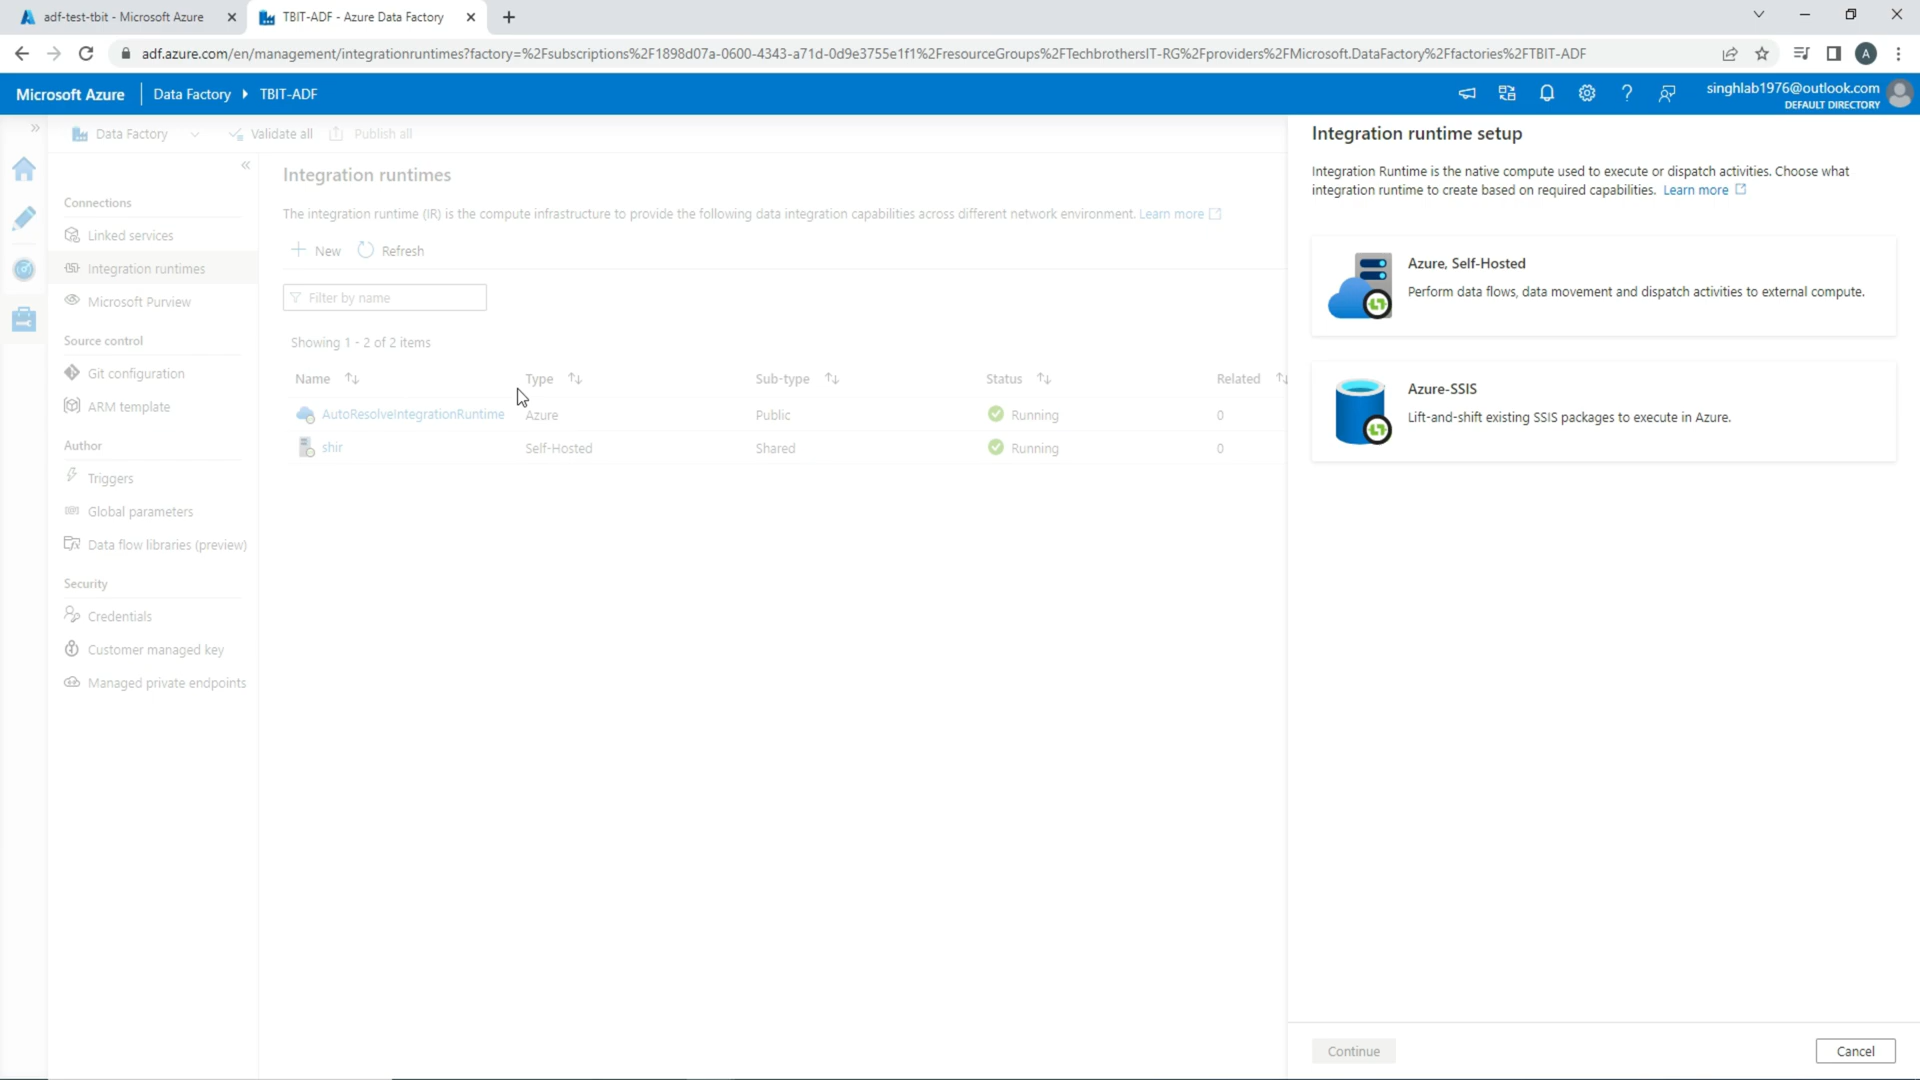 adf-test-tbit - Microsoft Azure
TBIT-ADF - Azure Data Factory
adf.azure.com/en/management/integrationruntimes?factory=%2Fsubscriptions%2F1898d07a-0600-4343-a71d-0d9e3755e1f1%2FresourceGroups%2FTechbrothersIT-RG%2Fproviders%2FMicrosoft.DataFactory%2Ffactories%2FTBIT-ADF
A
Microsoft Azure
Data Factory
TBIT-ADF
singhlab1976@outlook.com
DEFAULT DIRECTORY
Data Factory
Validate all
Publish all
Connections
Linked services
Integration runtimes
Microsoft Purview
Source control
Git configuration
ARM template
Author
Triggers
Global parameters
Data flow libraries (preview)
Security
Credentials
Customer managed key
Managed private endpoints
Integration runtimes
The integration runtime (IR) is the compute infrastructure to provide the following data integration capabilities across different network environment. Learn more
New
Refresh
Filter by name
Showing 1 - 2 of 2 items
Name Type Sub-type Status Related
AutoResolveIntegrationRuntime Azure Public Running 0
shir Self-Hosted Shared Running 0
Integration runtime setup
Integration Runtime is the native compute used to execute or dispatch activities. Choose what
integration runtime to create based on required capabilities. Learn more
Azure, Self-Hosted
Perform data flows, data movement and dispatch activities to external compute.
Azure-SSIS
Lift-and-shift existing SSIS packages to execute in Azure.
Continue
Cancel